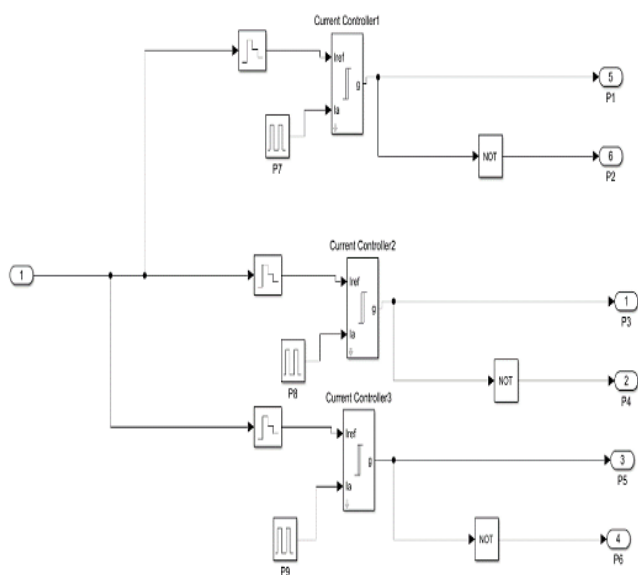 Current Controller1
Iref
g
Ia
P7
5
P1
NOT
6
P2
1
Current Controller2
Iref
g
Ia
P8
1
P3
NOT
2
P4
Current Controller3
Iref
g
Ia
P9
3
P5
NOT
4
P6